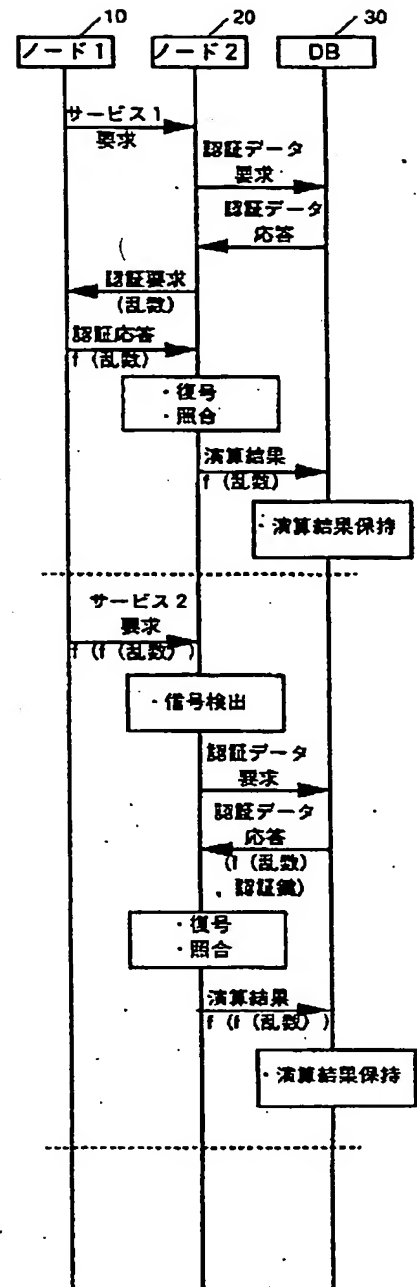 10 20 30
ノード1 ノード2 DB
サービス1
要求
認証データ
要求
認証データ
応答
認証要求
(乱数)
認証応答
f (乱数)
・復号
・照合
演算結果
f (乱数)
・演算結果保持
サービス2
要求
f (f (乱数) )
・信号検出
認証データ
要求
認証データ
応答
(f (乱数)
、認証鍵)
・復号
・照合
演算結果
f (f (乱数) )
・演算結果保持